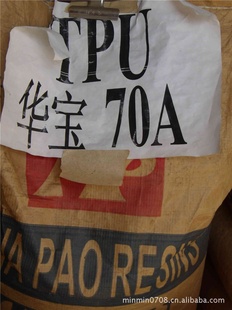 TPU
华宝 70A
PAO RESINS
minmin0708.cn.alibaba.com